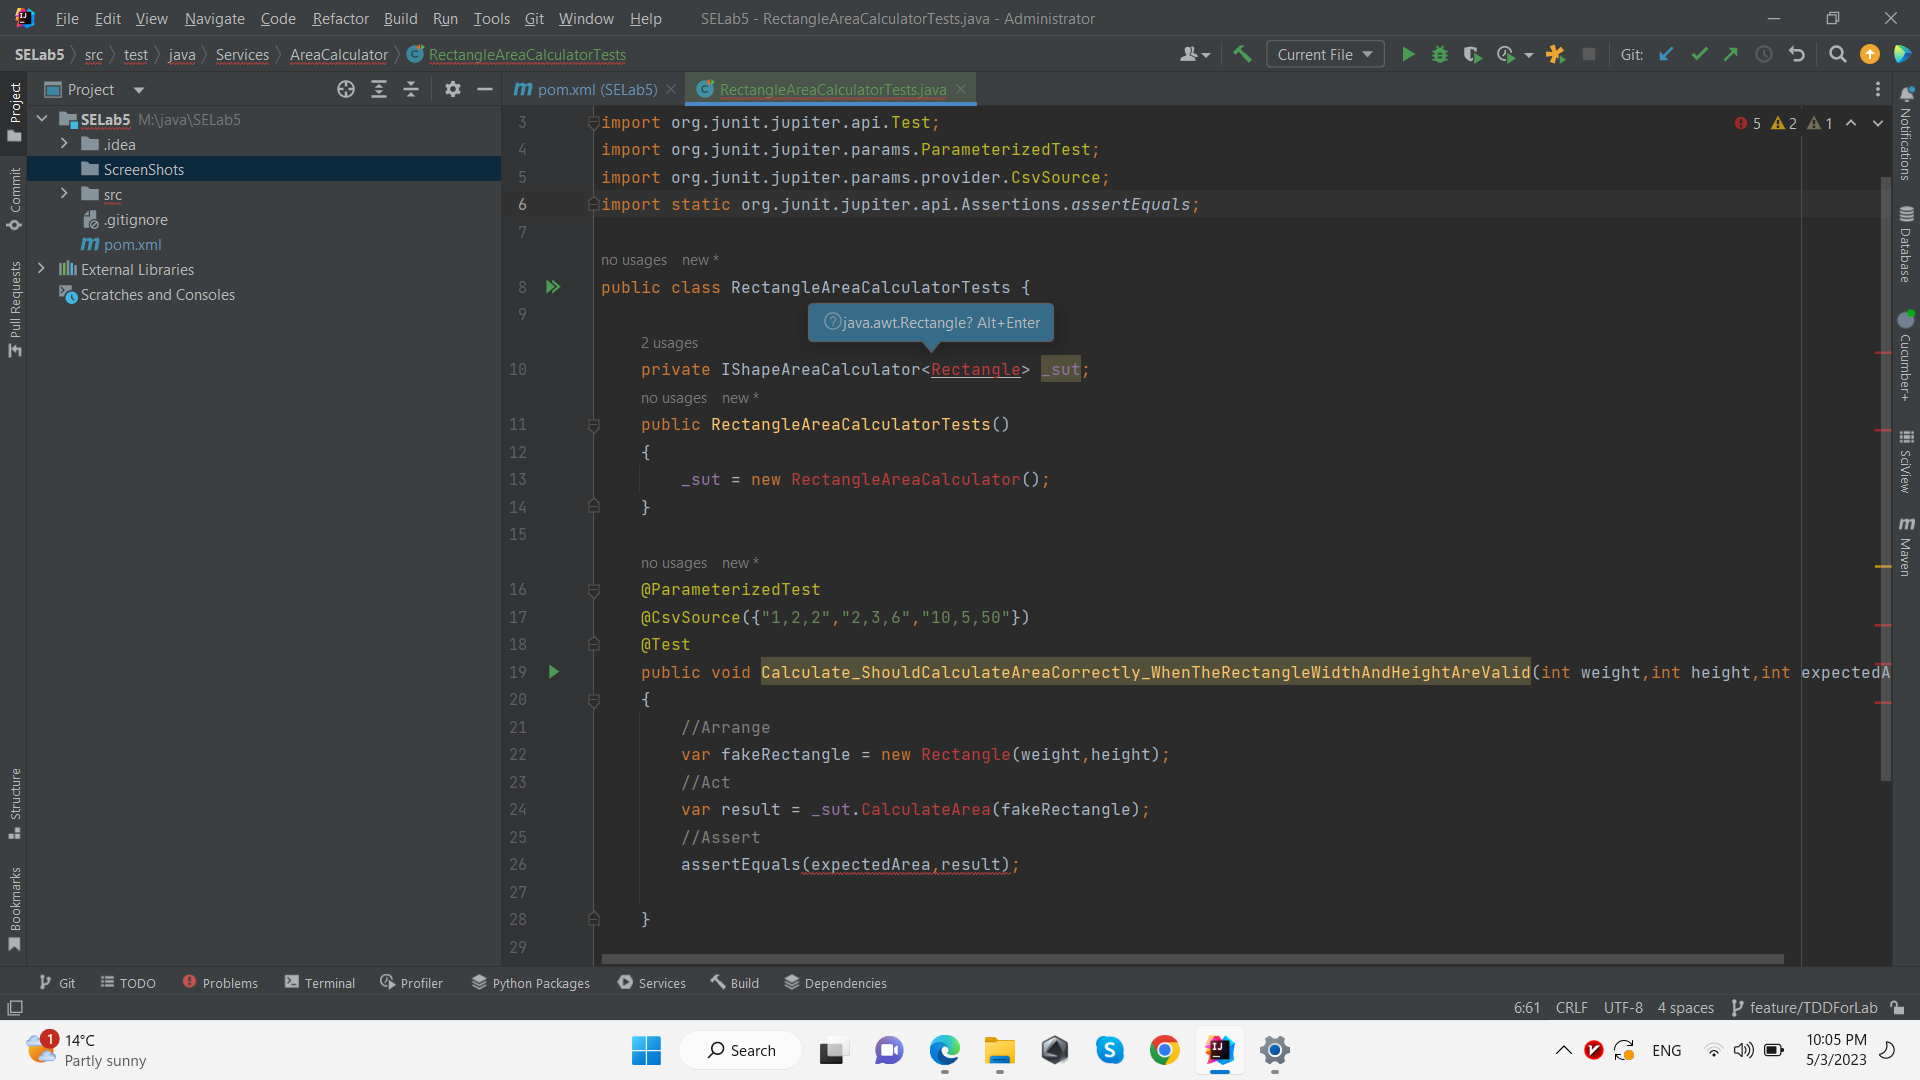 File Edit View Navigate Code Refactor Build Run Tools Git Window Help SELab5 - RectangleAreaCalculatorTests.java - Administrator
SELab5 src test java Services AreaCalculator RectangleAreaCalculatorTests Current File Git:
Project
pom.xml (SELab5) RectangleAreaCalculatorTests.java
SELab5 M:\java\SELab5
.idea
ScreenShots
src
.gitignore
pom.xml
External Libraries
Scratches and Consoles
Project
Commit
Pull Requests
Structure
Bookmarks
5 2 1
3 import org.junit.jupiter.api.Test;
4 import org.junit.jupiter.params.ParameterizedTest;
5 import org.junit.jupiter.params.provider.CsvSource;
6 import static org.junit.jupiter.api.Assertions.assertEquals;
7
no usages new *
8 public class RectangleAreaCalculatorTests {
9
java.awt.Rectangle? Alt+Enter
2 usages
10 private IShapeAreaCalculator<Rectangle> _sut;
no usages new *
11 public RectangleAreaCalculatorTests()
12 {
13 _sut = new RectangleAreaCalculator();
14 }
15
no usages new *
16 @ParameterizedTest
17 @CsvSource({"1,2,2","2,3,6","10,5,50"})
18 @Test
19 public void Calculate_ShouldCalculateAreaCorrectly_WhenTheRectangleWidthAndHeightAreValid(int weight,int height,int expectedA
20 {
21 //Arrange
22 var fakeRectangle = new Rectangle(weight,height);
23 //Act
24 var result = _sut.CalculateArea(fakeRectangle);
25 //Assert
26 assertEquals(expectedArea,result);
27
28 }
29
Notifications
Database
Cucumber+
SciView
Maven
Git TODO Problems Terminal Profiler Python Packages Services Build Dependencies
6:61 CRLF UTF-8 4 spaces feature/TDDForLab
1 14°C
Partly sunny
Search
ENG
10:05 PM
5/3/2023